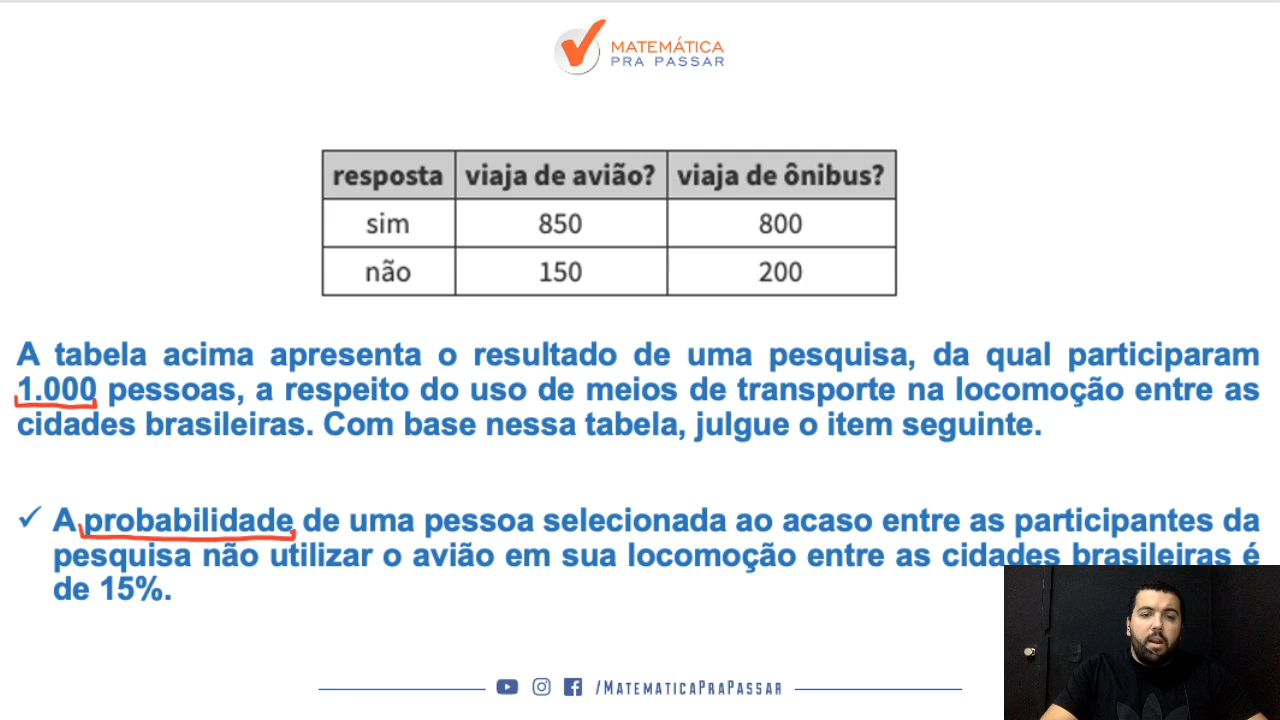 MATEMÁTICA
PRA PASSAR
resposta viaja de avião? viaja de ônibus?
sim 850 800
não 150 200
A tabela acima apresenta o resultado de uma pesquisa, da qual participaram
1.000 pessoas, a respeito do uso de meios de transporte na locomoção entre as
cidades brasileiras. Com base nessa tabela, julgue o item seguinte.
✓ A probabilidade de uma pessoa selecionada ao acaso entre as participantes da
pesquisa não utilizar o avião em sua locomoção entre as cidades brasileiras é
de 15%.
/MATEMATICAPRAPASSAR